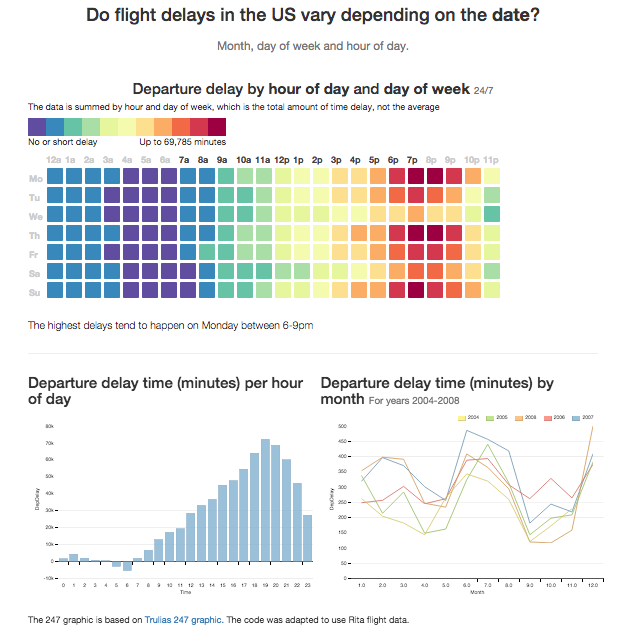 Do flight delays in the US vary depending on the date?
Month, day of week and hour of day.
Departure delay by hour of day and day of week 24/7
The data is summed by hour and day of week, which is the total amount of time delay, not the average
No or short delay Up to 69,785 minutes
12a 1a 2a 3a 4a 5a 6a 7a 8a 9a 10a 11a 12p 1p 2p 3p 4p 5p 6p 7p 8p 9p 10p 11p
Mo
Tu
We
Th
Fr
Sa
Su
The highest delays tend to happen on Monday between 6-9pm
Departure delay time (minutes) per hour
of day
80k
70k
60k
50k
40k
30k
20k
10k
0
-10k
DepDelay
0 1 2 3 4 5 6 7 8 9 10 11 12 13 14 15 16 17 18 19 20 21 22 23
Time
Departure delay time (minutes) by
month For years 2004-2008
2004 2005 2008 2006 2007
500
450
400
350
300
250
200
150
100
50
0
DepDelay
1.0 2.0 3.0 4.0 5.0 6.0 7.0 8.0 9.0 10.0 11.0 12.0
Month
The 247 graphic is based on Trulias 247 graphic. The code was adapted to use Rita flight data.